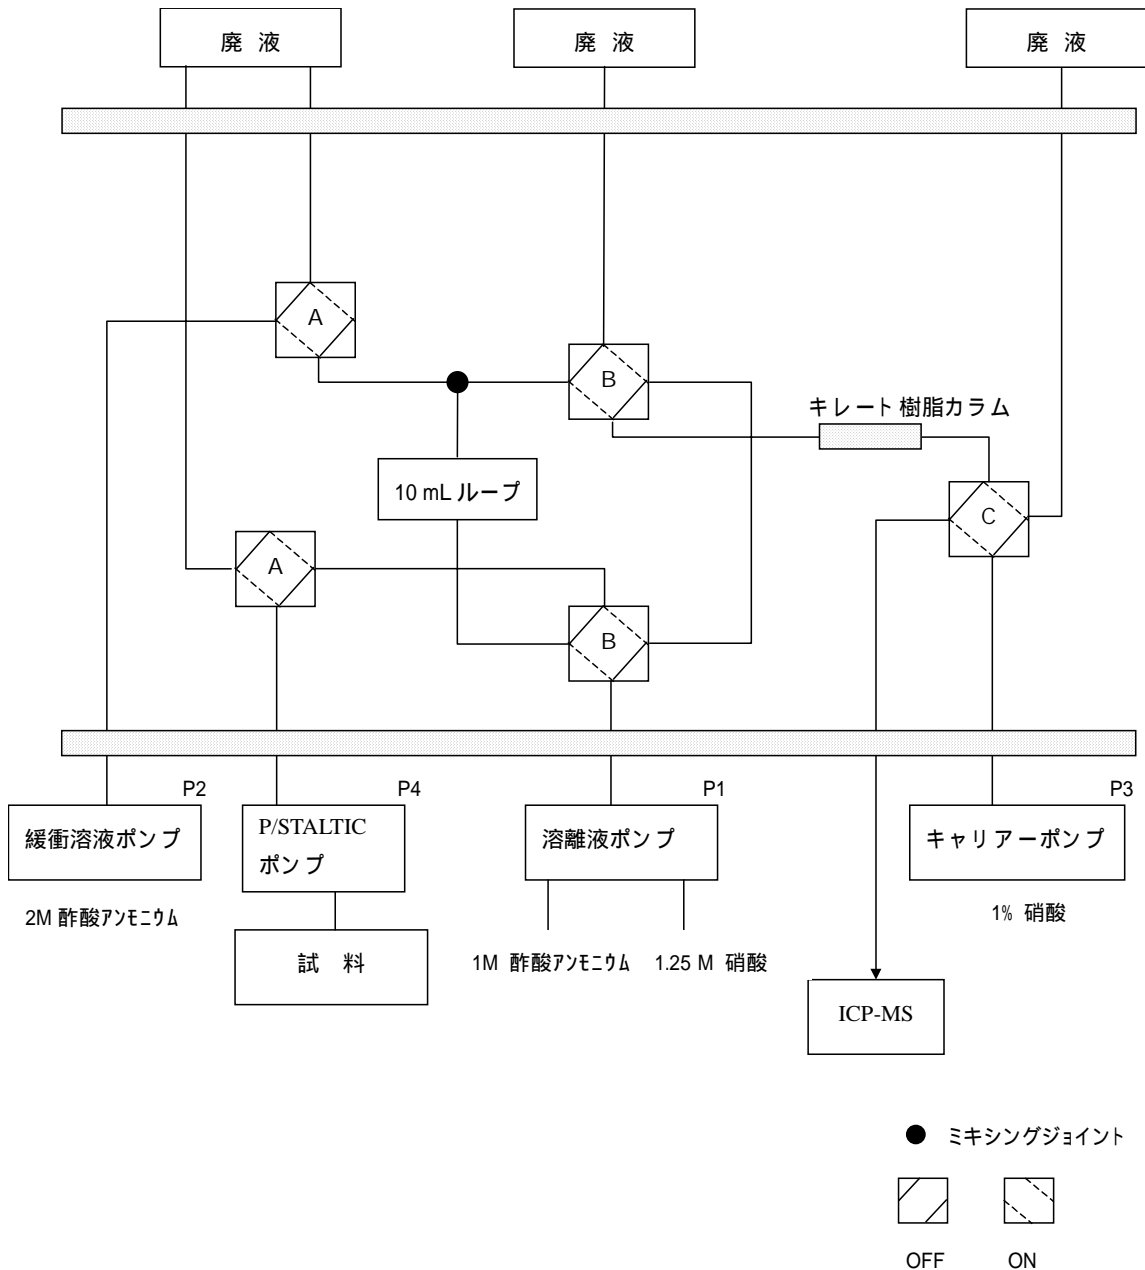 廃 液
廃 液
廃 液
A
B
キレート樹脂カラム
10 mL ループ
C
A
B
P2
P4
P1
P3
緩衝溶液ポンプ
P/STALTIC
ポンプ
溶離液ポンプ
キャリアーポンプ
2M 酢酸アンモニウム
試 料
1M 酢酸アンモニウム
1.25 M 硝酸
1% 硝酸
ICP-MS
ミキシングジョイント
OFF
ON